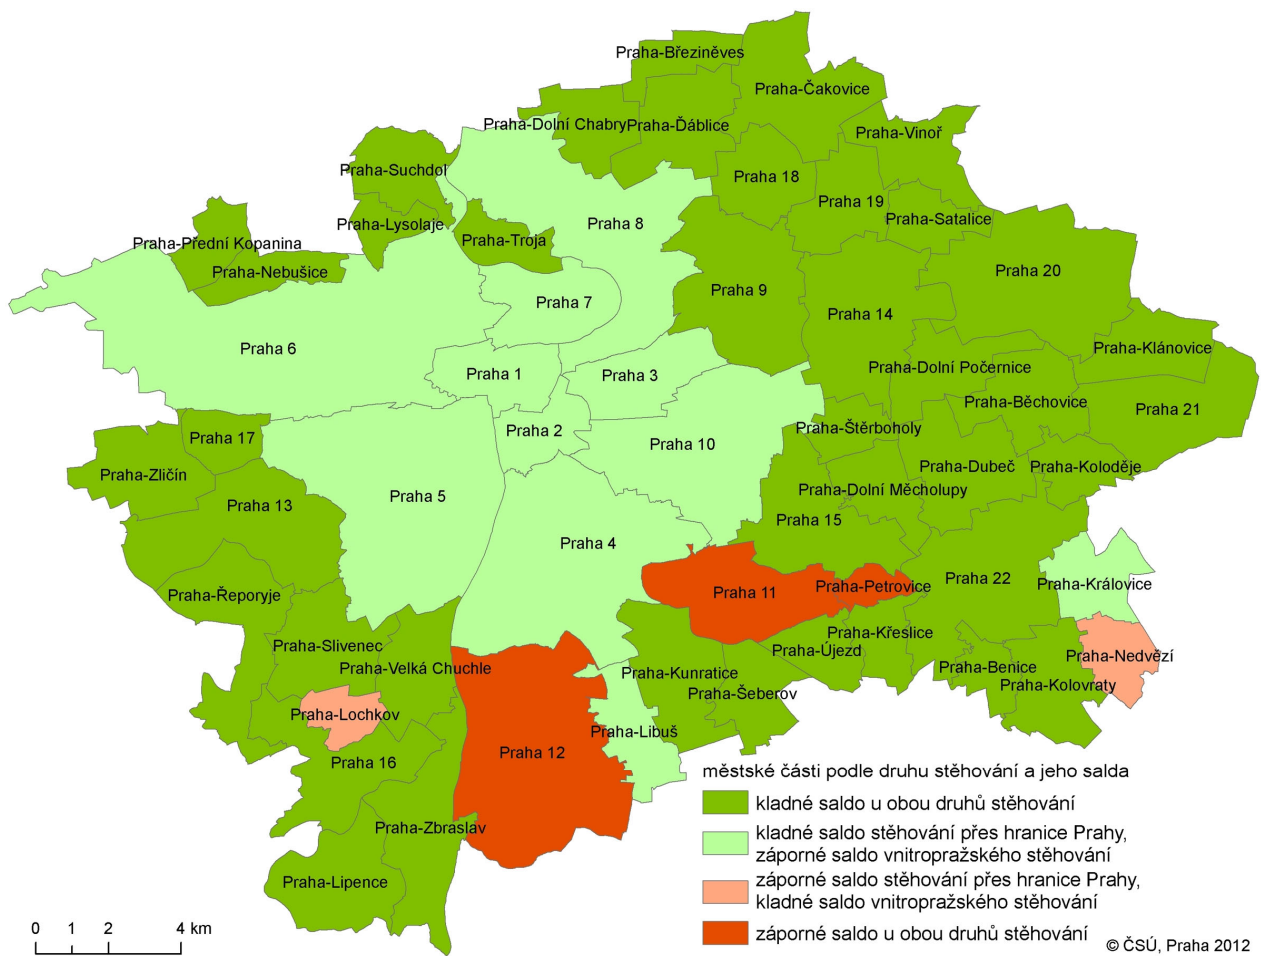 Praha-Březiněves
Praha-Čakovice
Praha-Dolní Chabry
Praha-Ďáblice
Praha-Vinoř
Praha-Suchdol
Praha 18
Praha 19
Praha-Lysolaje
Praha 8
Praha-Satalice
Praha-Přední Kopanina
Praha-Troja
Praha-Nebušice
Praha 20
Praha 9
Praha 7
Praha 14
Praha 6
Praha-Klánovice
Praha 1
Praha 3
Praha-Dolní Počernice
Praha-Běchovice
Praha 21
Praha 17
Praha 2
Praha 10
Praha-Štěrboholy
Praha-Zličín
Praha-Dubeč
Praha-Koloděje
Praha 5
Praha-Dolní Měcholupy
Praha 13
Praha 15
Praha 4
Praha 22
Praha-Královice
Praha-Petrovice
Praha 11
Praha-Řeporyje
Praha-Křeslice
Praha-Slivenec
Praha-Újezd
Praha-Nedvězí
Praha-Velká Chuchle
Praha-Benice
Praha-Kunratice
Praha-Kolovraty
Praha-Šeberov
Praha-Lochkov
Praha-Libuš
Praha 12
Praha 16
Praha-Zbraslav
Praha-Lipence
městské části podle druhu stěhování a jeho salda
kladné saldo u obou druhů stěhování
kladné saldo stěhování přes hranice Prahy,
záporné saldo vnitropražského stěhování
záporné saldo stěhování přes hranice Prahy,
kladné saldo vnitropražského stěhování
záporné saldo u obou druhů stěhování
0 1 2 4 km
© ČSÚ, Praha 2012